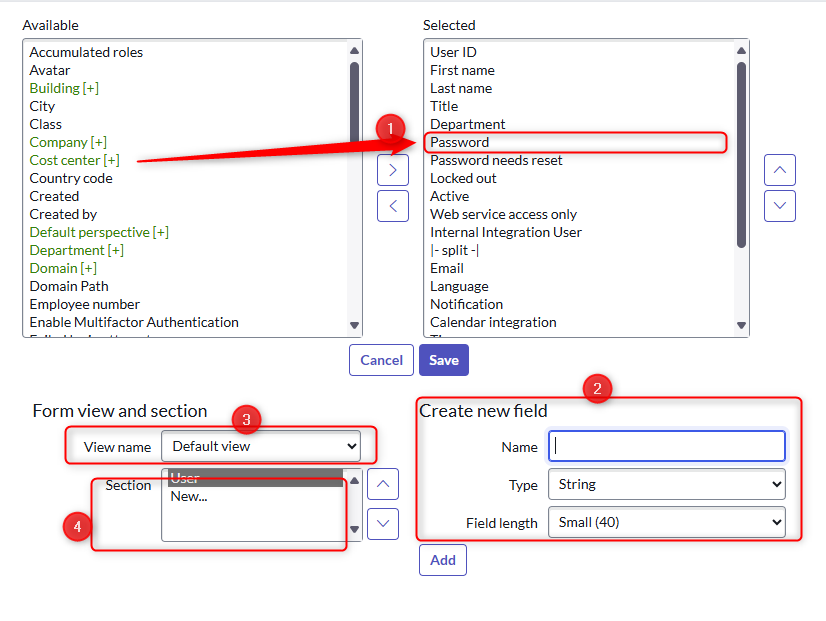 Available
Accumulated roles
Avatar
Building [+]
City
Class
Company [+]
Cost center [+]
Country code
Created
Created by
Default perspective [+]
Department [+]
Domain [+]
Domain Path
Employee number
Enable Multifactor Authentication
1
>
<
Selected
User ID
First name
Last name
Title
Department
Password
Password needs reset
Locked out
Active
Web service access only
Internal Integration User
|- split -|
Email
Language
Notification
Calendar integration
Cancel
Save
Form view and section
3
View name
Default view
Section
User
New...
4
2
Create new field
Name
Type
String
Field length
Small (40)
Add